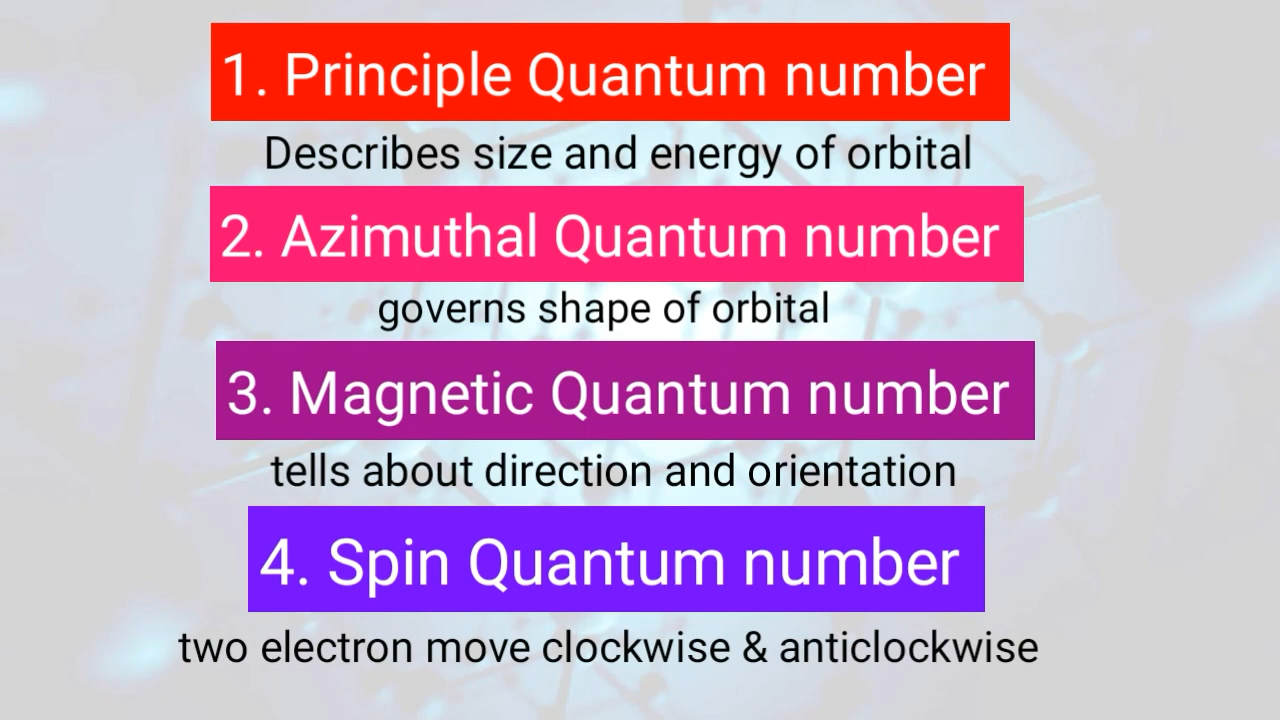 1. Principle Quantum number
Describes size and energy of orbital
2. Azimuthal Quantum number
governs shape of orbital
3. Magnetic Quantum number
tells about direction and orientation
4. Spin Quantum number
two electron move clockwise & anticlockwise